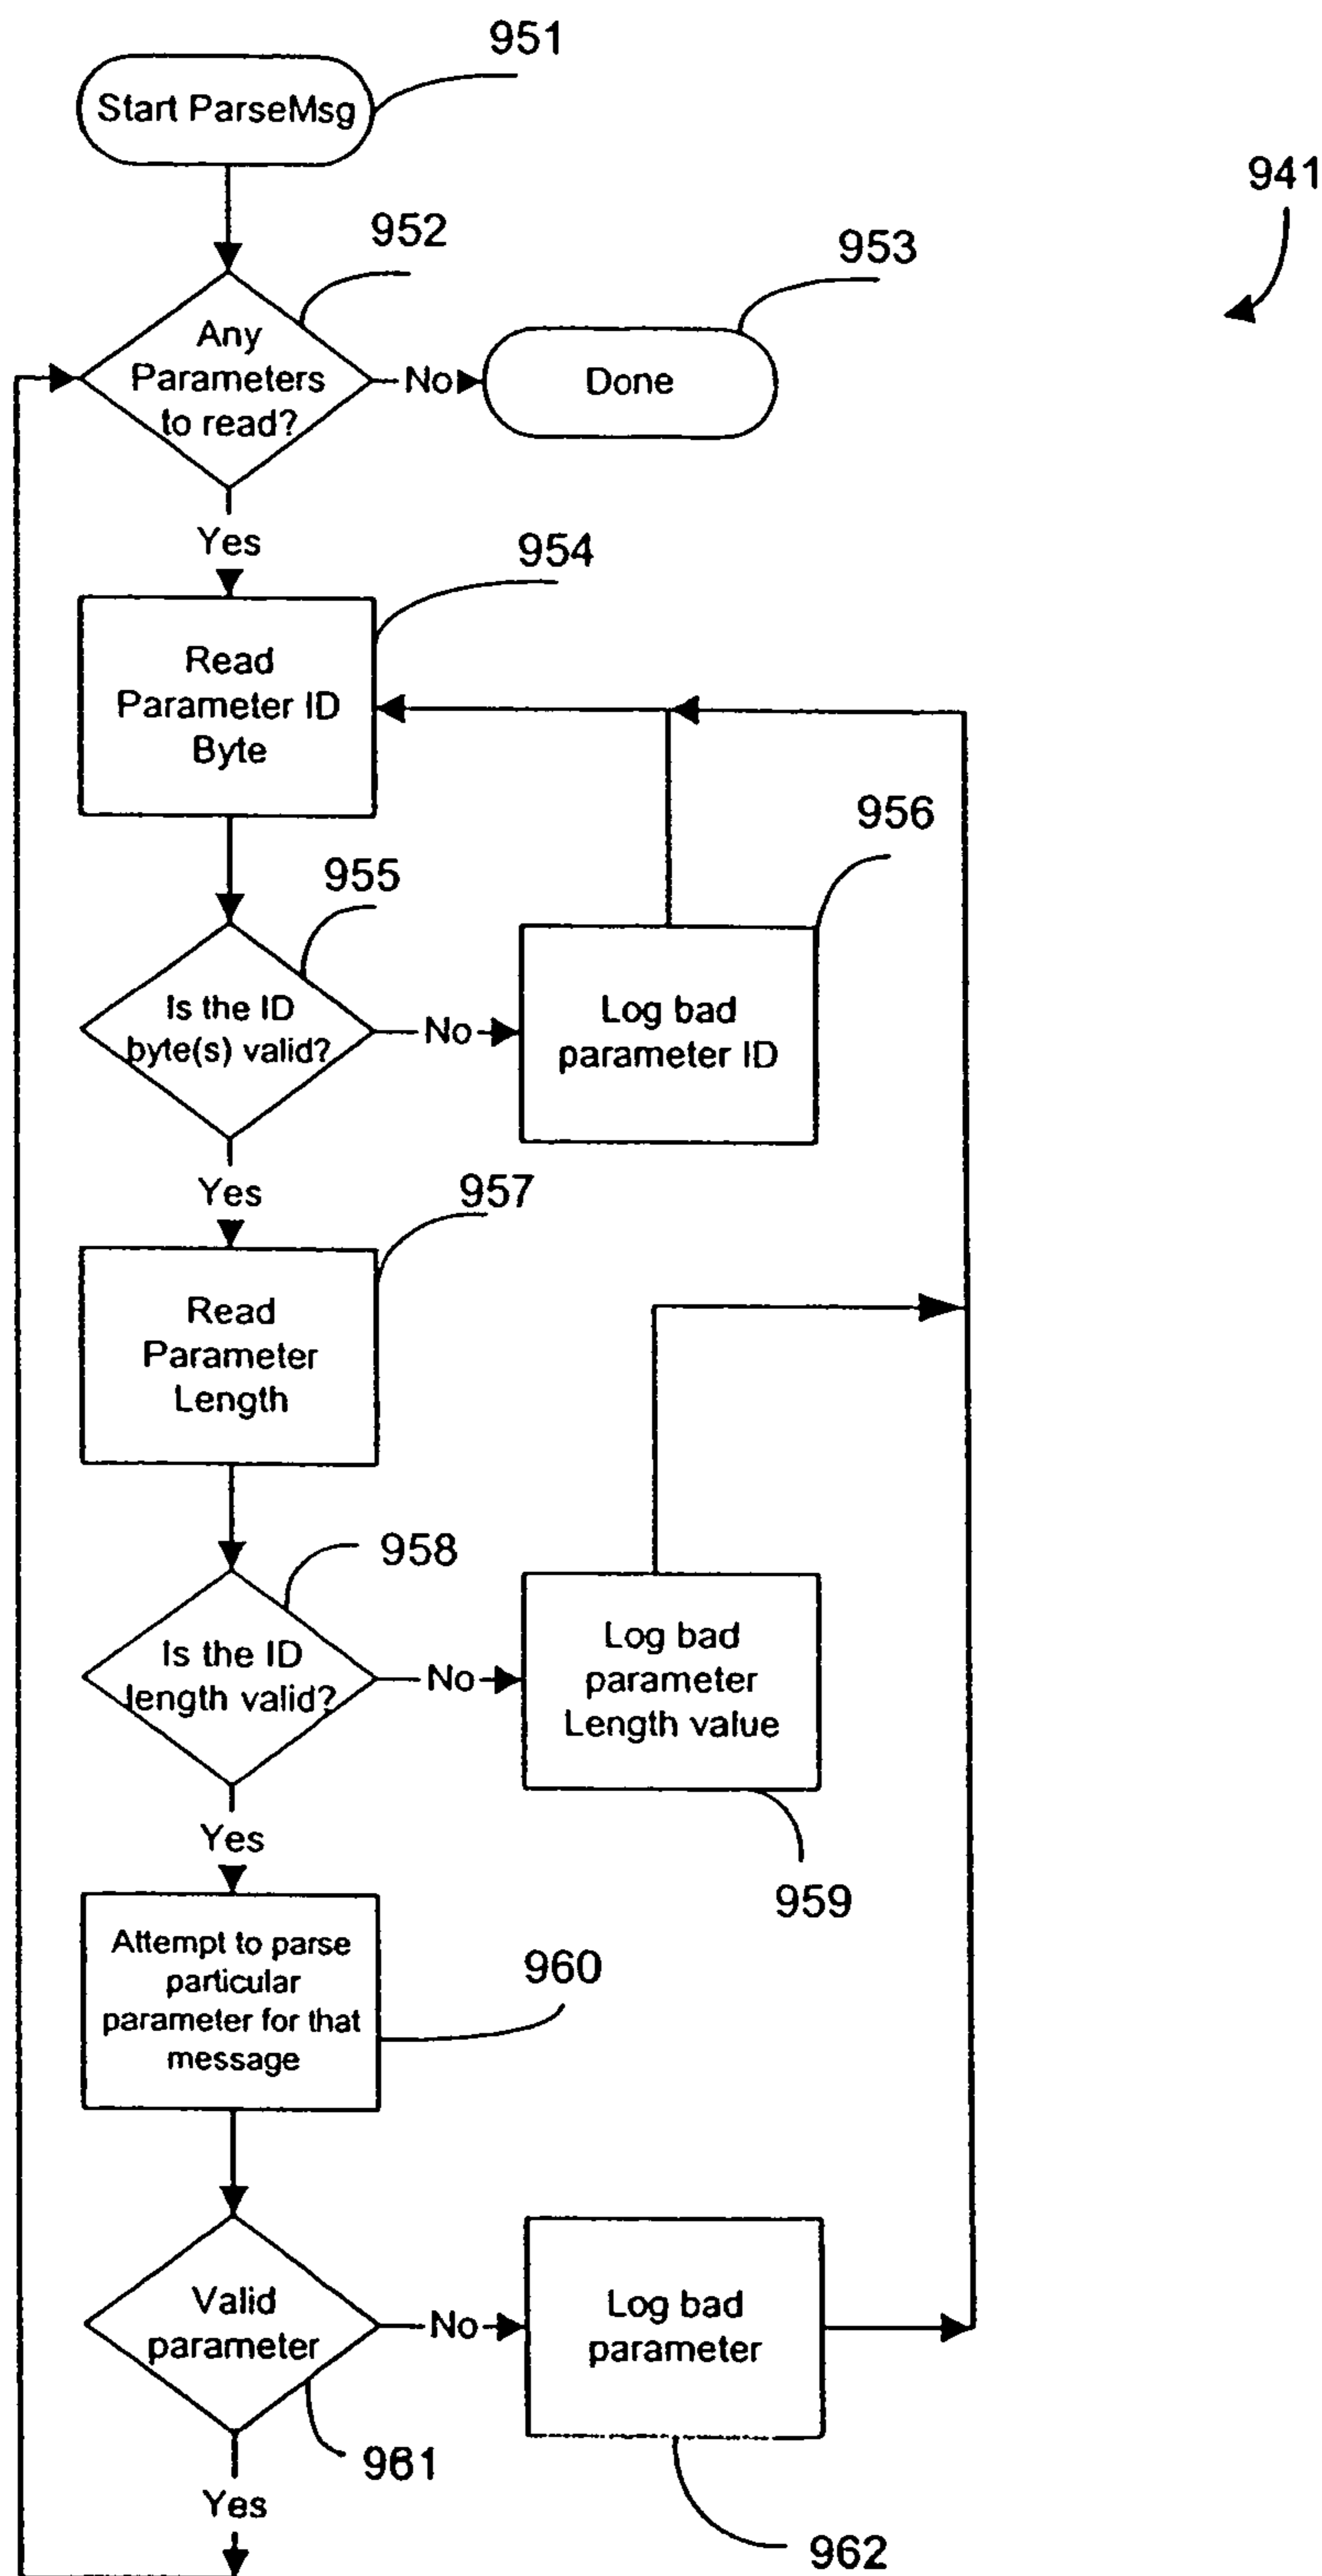 951
Start ParseMsg
941
952
953
Any
Parameters
to read?
No
Done
Yes
954
Read
Parameter ID
Byte
956
955
Is the ID
byte(s) valid?
No
Log bad
parameter ID
Yes
957
Read
Parameter
Length
958
Is the ID
length valid?
No
Log bad
parameter
Length value
Yes
959
Attempt to parse
particular
parameter for that
message
960
Valid
parameter
No
Log bad
parameter
961
Yes
962